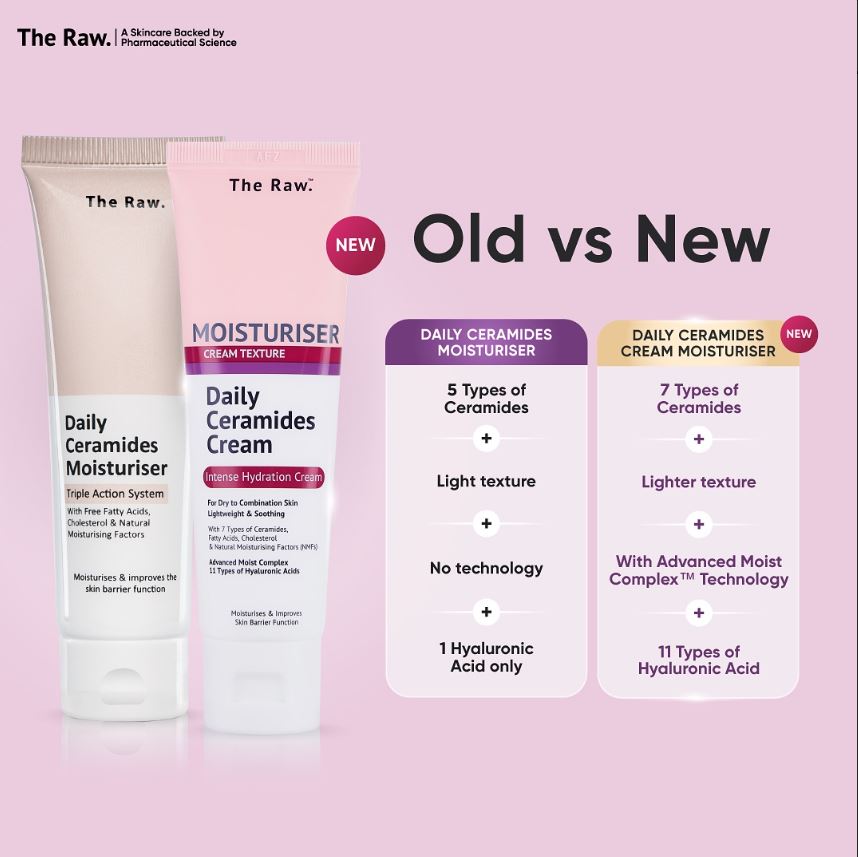 The Raw. | A Skincare Backed by
Pharmaceutical Science
The Raw.
Daily
Ceramides
Moisturiser
Triple Action System
With Free Fatty Acids,
Cholesterol & Natural
Moisturising Factors
Moisturises & improves the
skin barrier function
AEZ
The Raw.™
MOISTURISER
CREAM TEXTURE
Daily
Ceramides
Cream
Intense Hydration Cream
For Dry to Combination Skin
Lightweight & Soothing
With 7 Types of Ceramides,
Fatty Acids, Cholesterol
& Natural Moisturising Factors (NMFs)
Advanced Moist Complex
11 Types of Hyaluronic Acids
Moisturises & Improves
Skin Barrier Function
NEW
Old vs New
DAILY CERAMIDES
MOISTURISER
5 Types of
Ceramides
+
Light texture
+
No technology
+
1 Hyaluronic
Acid only
DAILY CERAMIDES
CREAM MOISTURISER
NEW
7 Types of
Ceramides
+
Lighter texture
+
With Advanced Moist
Complex™ Technology
+
11 Types of
Hyaluronic Acid